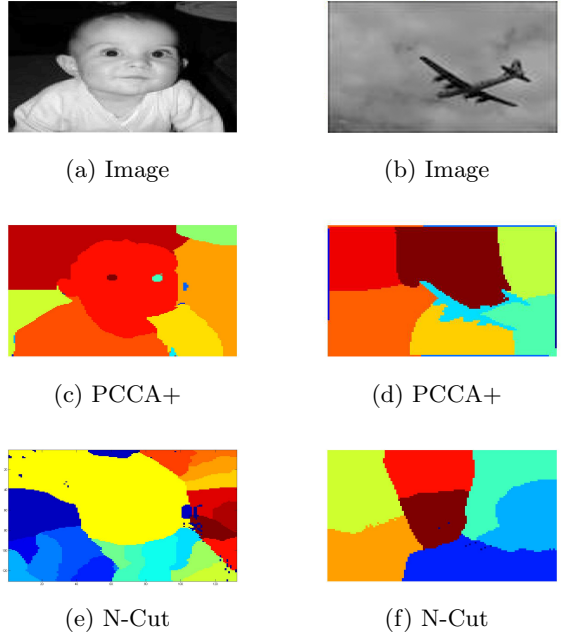 (a) Image
(b) Image
(c) PCCA+
(d) PCCA+
(e) N-Cut
(f) N-Cut